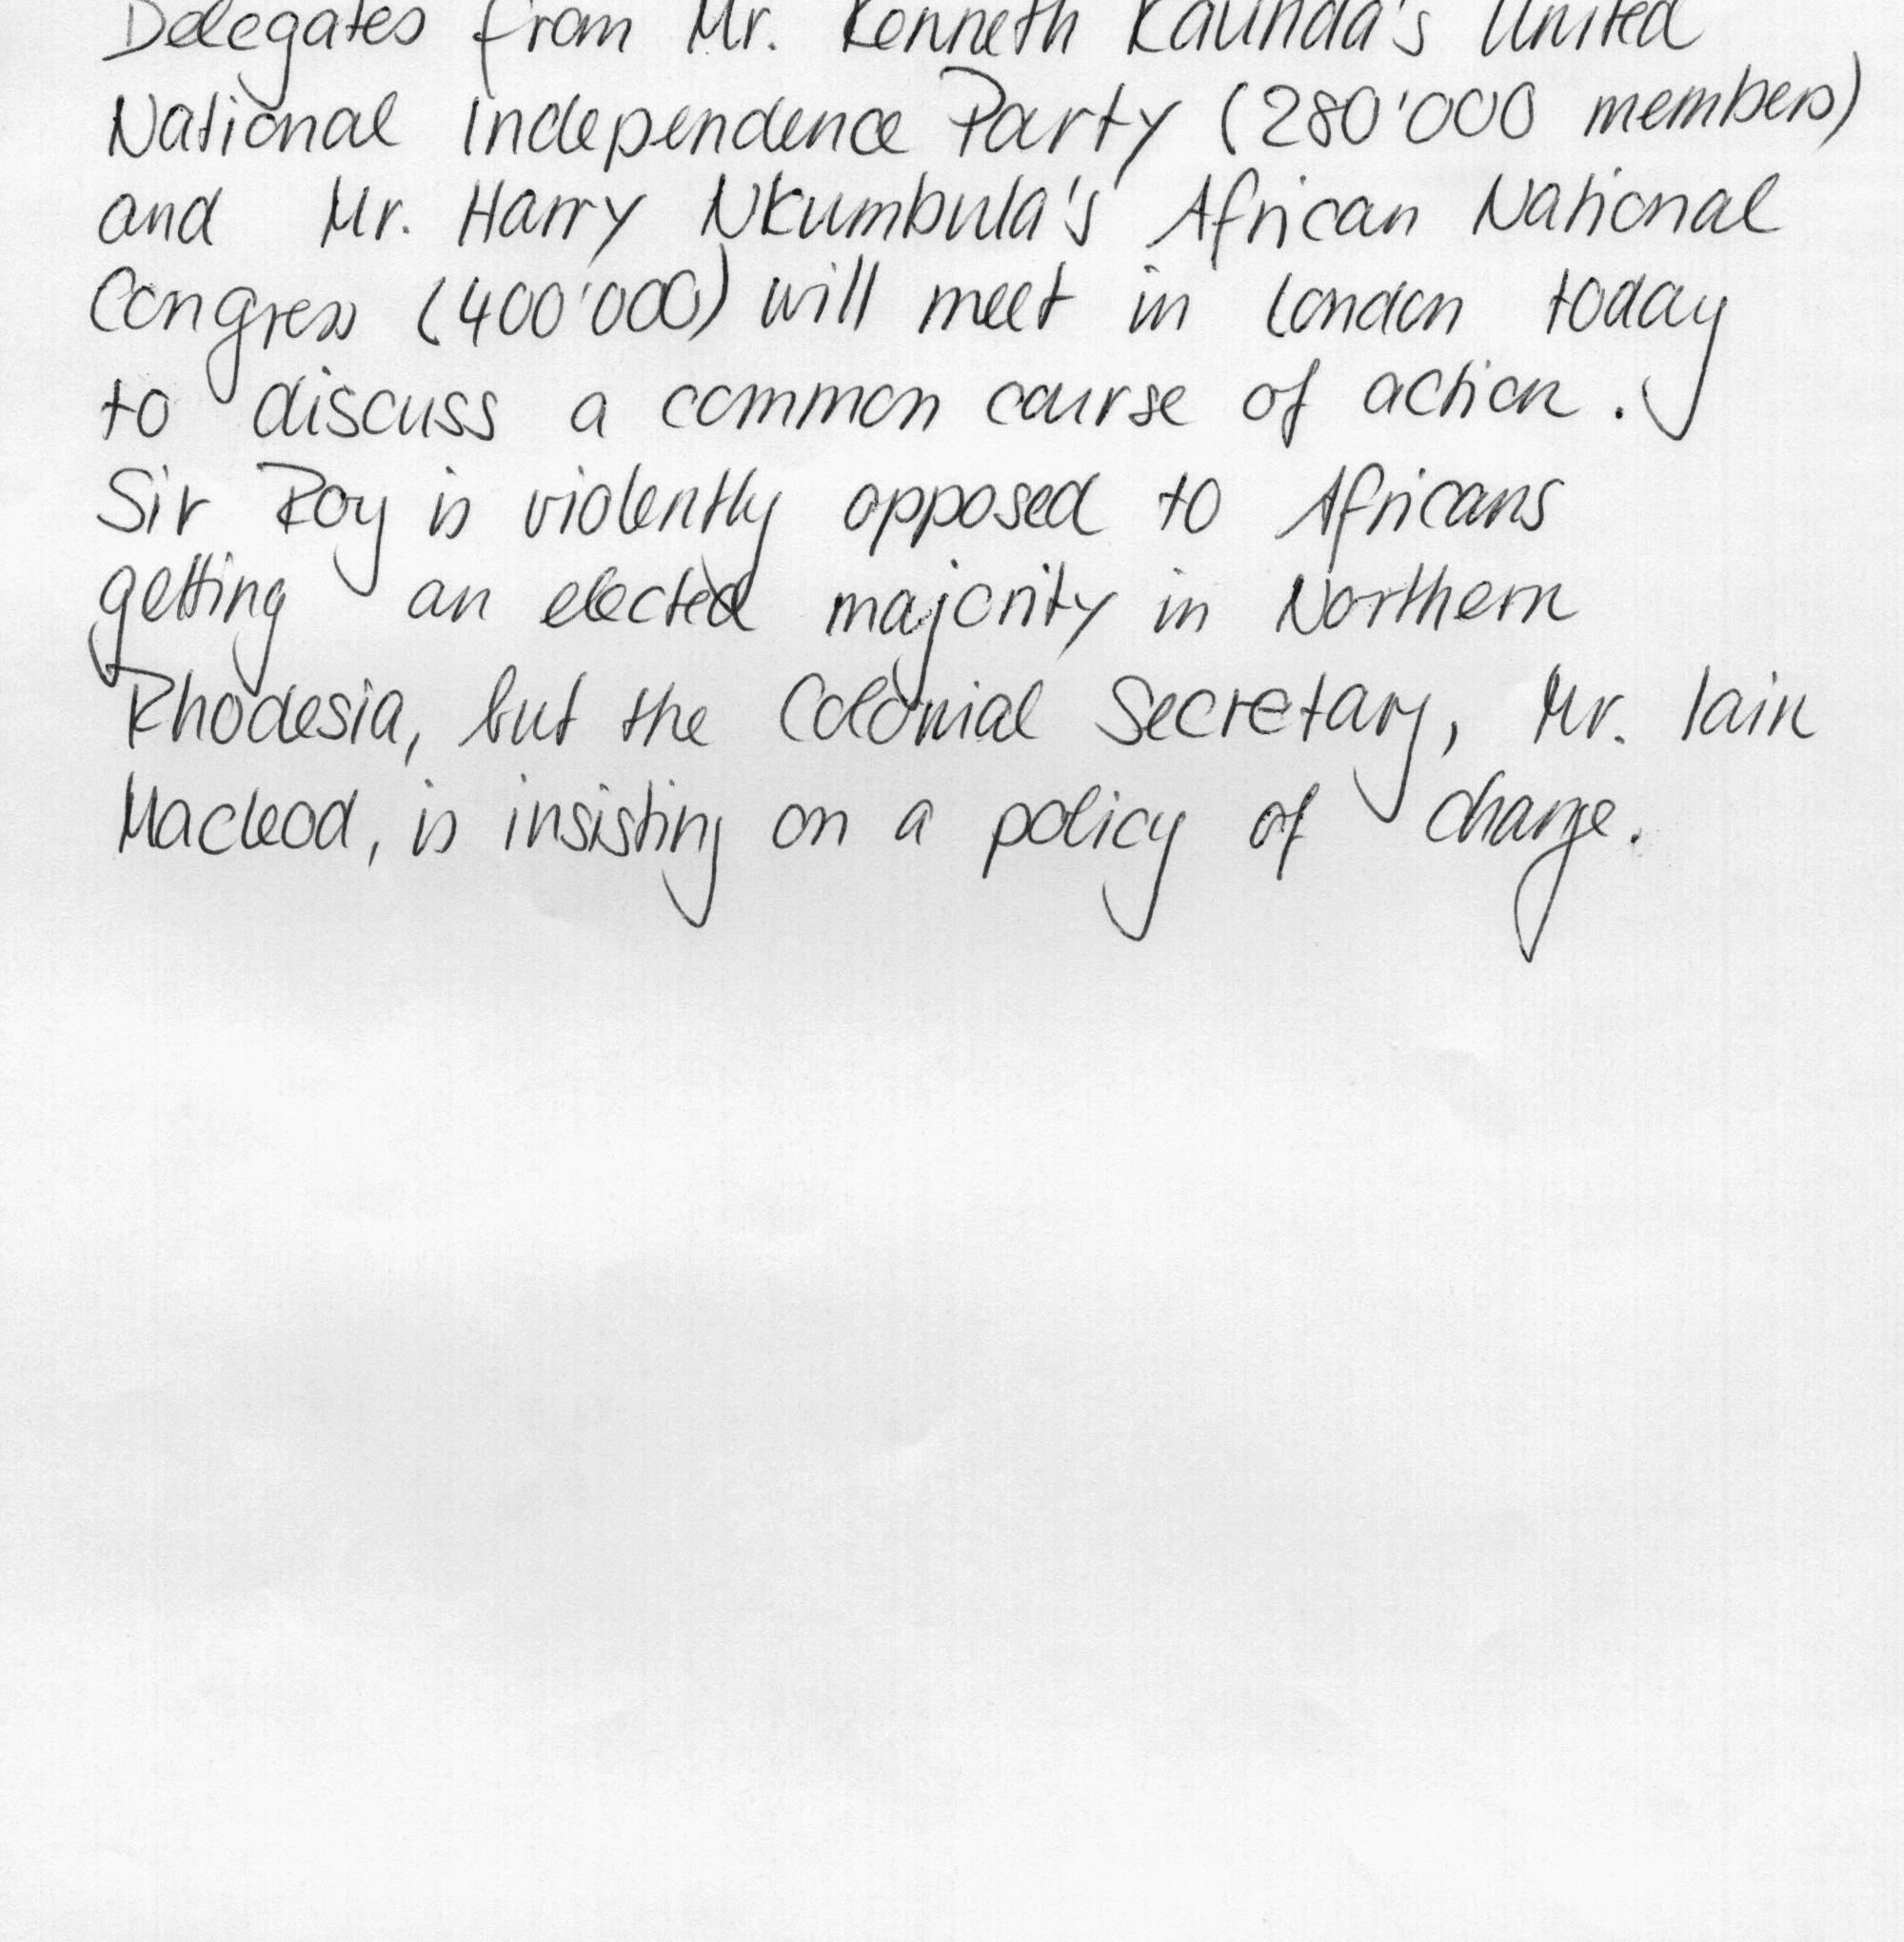 Delegates from Mr. Kenneth Kaunda's United
National Independence Party (280'000 members)
and Mr. Harry Nkumbula's African National
Congress (400'000) will meet in London today
to discuss a common course of action.
Sir Roy is violently opposed to Africans
getting an elected majority in Northern
Rhodesia, but the Colonial Secretary, Mr. Iain
Macleod, is insisting on a policy of change.